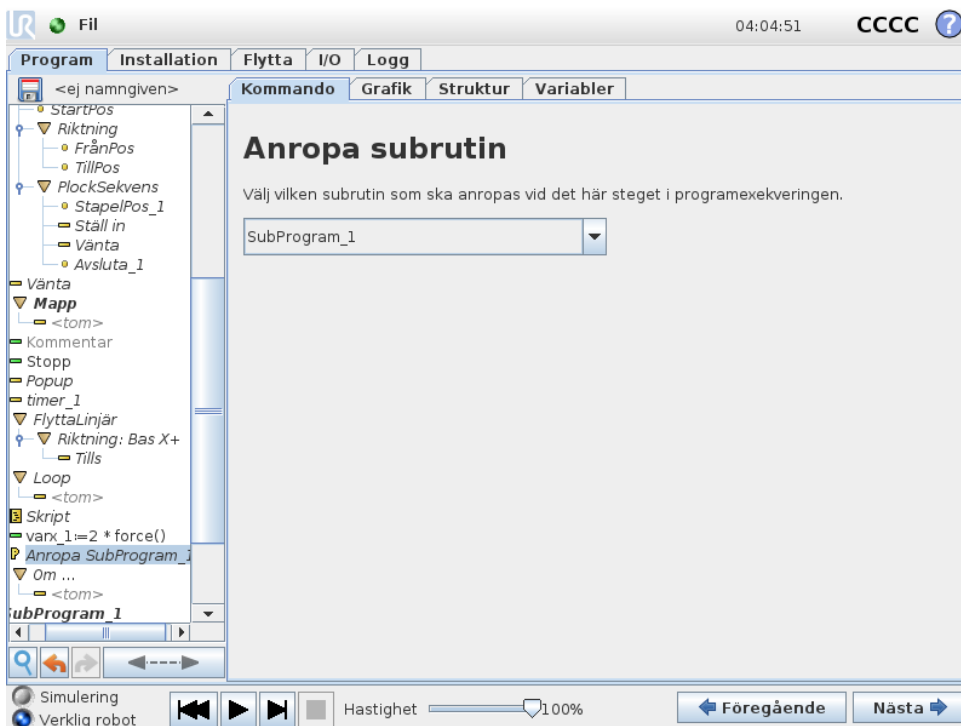 Fil
04:04:51
CCCC
?
Program Installation Flytta I/O Logg
<ej namngiven>
Kommando Grafik Struktur Variabler
StartPos
Riktning
FrånPos
TillPos
PlockSekvens
StapelPos_1
Ställ in
Vänta
Avsluta_1
Vänta
Mapp
<tom>
Kommentar
Stopp
Popup
timer_1
FlyttaLinjär
Riktning: Bas X+
Tills
Loop
<tom>
Skript
varx_1:=2 * force()
Anropa SubProgram_1
Om ...
<tom>
SubProgram_1
Anropa subrutin
Välj vilken subrutin som ska anropas vid det här steget i programexekveringen.
SubProgram_1
Simulering
Verklig robot
Hastighet 100%
Föregående Nästa